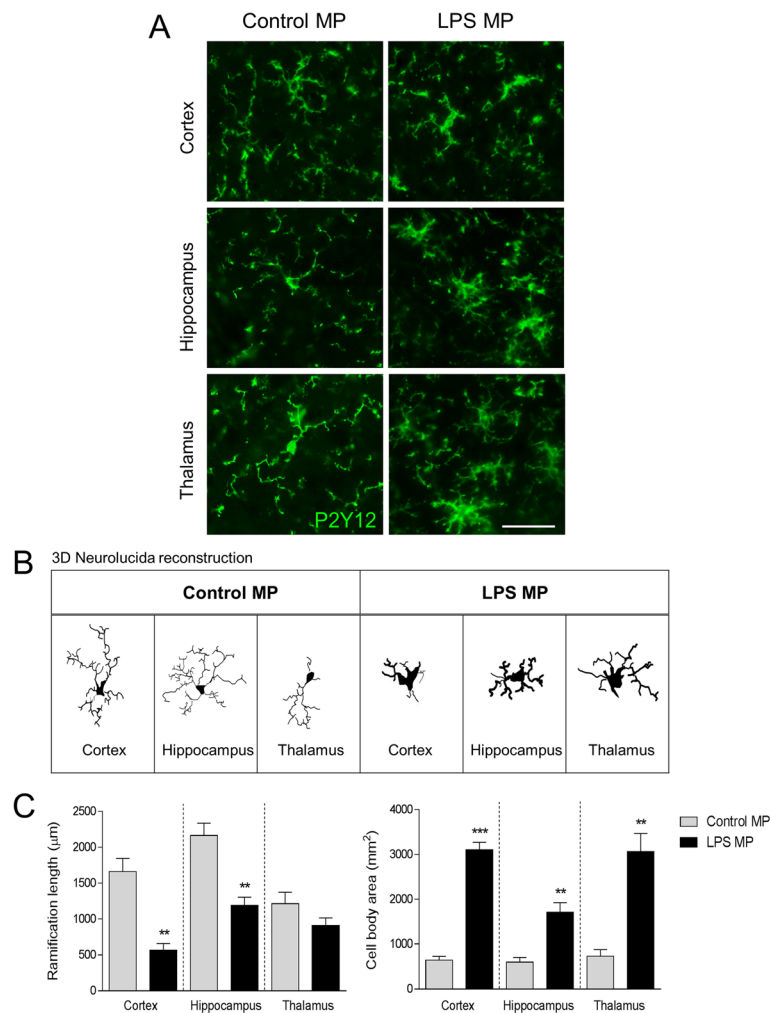 A
Control MP
LPS MP
Cortex
Hippocampus
Thalamus
P2Y12
B
3D Neurolucida reconstruction
Control MP
LPS MP
Cortex
Hippocampus
Thalamus
Cortex
Hippocampus
Thalamus
C
Ramification length (μm)
2500
2000
1500
1000
500
0
**
**
Cortex
Hippocampus
Thalamus
Cell body area (mm²)
4000
3000
2000
1000
0
***
**
**
Cortex
Hippocampus
Thalamus
Control MP
LPS MP